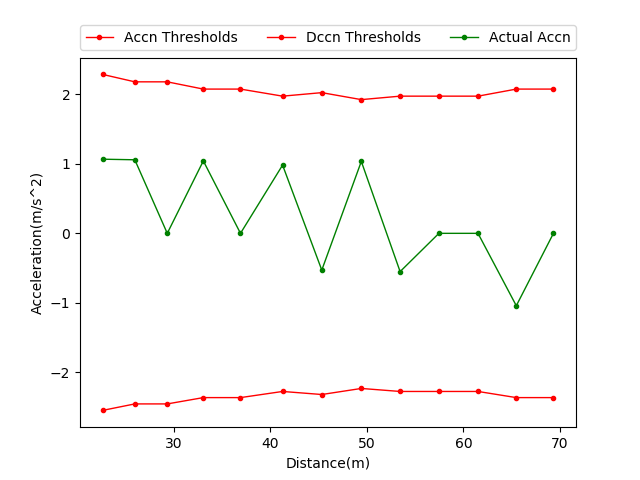 Accn Thresholds Dccn Thresholds Actual Accn
2
1
0
−1
−2
Acceleration(m/s^2)
30 40 50 60 70
Distance(m)